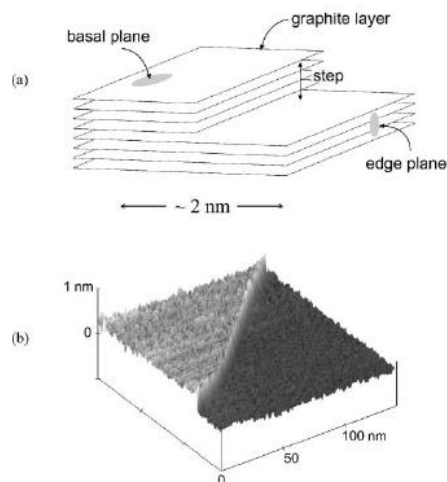 graphite layer
basal plane
(a)
step
edge plane
~ 2 nm
1 nm
0
(b)
100 nm
50
0